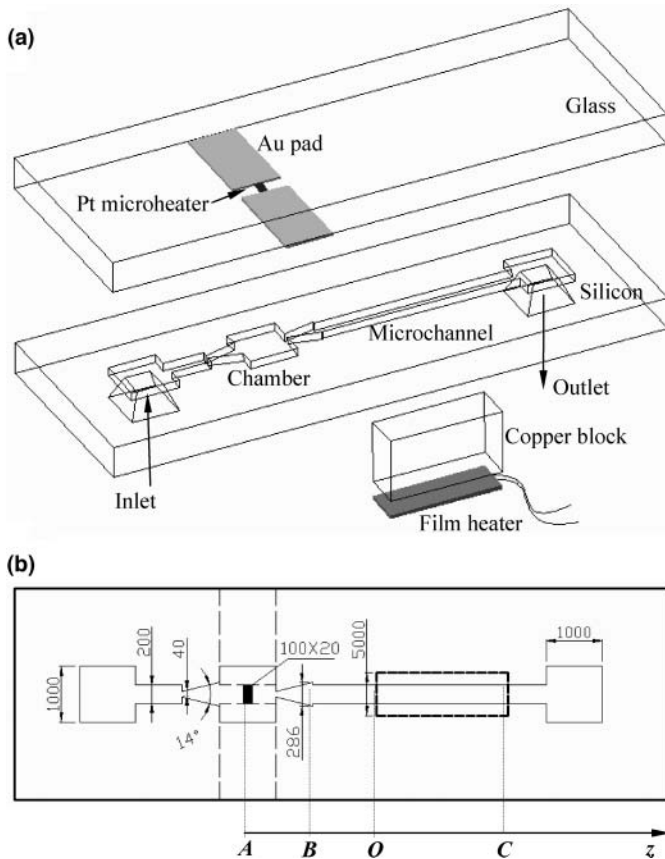 (a)
Glass
Au pad
Pt microheater
Silicon
Microchannel
Chamber
Outlet
Copper block
Inlet
Film heater
(b)
1000
200
40
14°
100X20
286
5000
1000
A B O C z